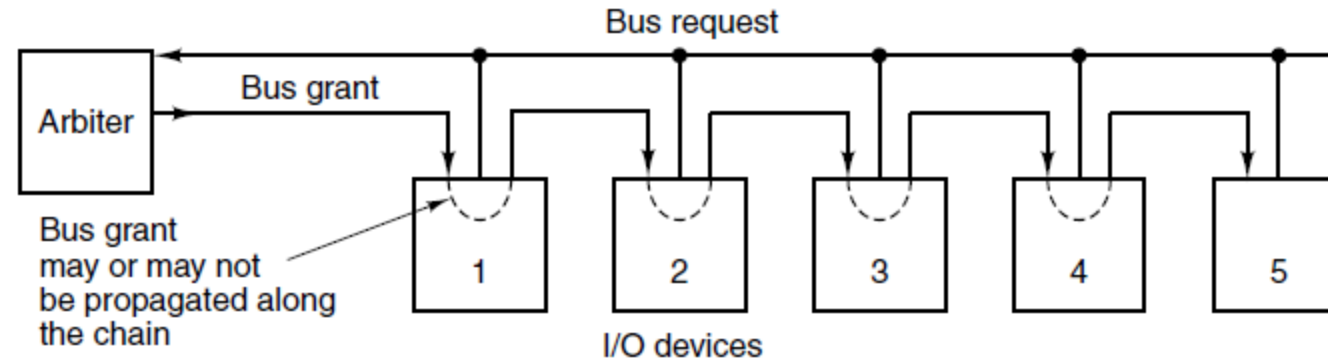 Bus request
Bus grant
Arbiter
Bus grant
may or may not
be propagated along
the chain
1
2
3
4
5
I/O devices